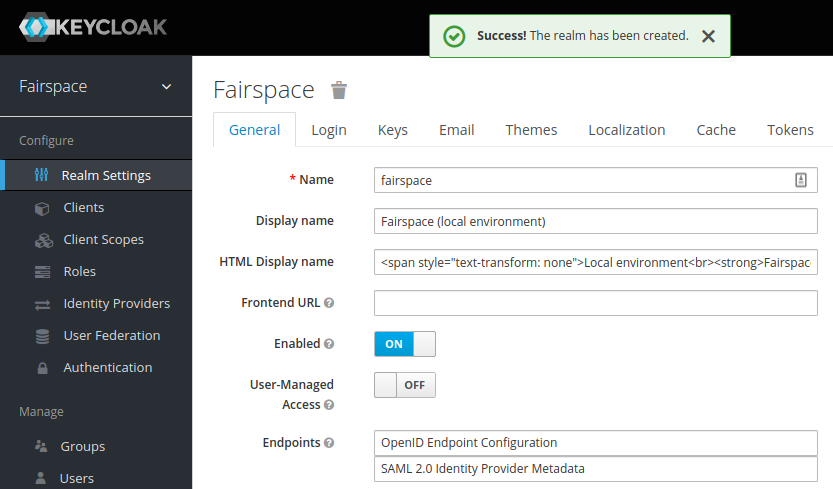 KEYCLOAK
Success! The realm has been created.
Fairspace
Configure
Realm Settings
Clients
Client Scopes
Roles
Identity Providers
User Federation
Authentication
Manage
Groups
Users
Fairspace
General Login Keys Email Themes Localization Cache Tokens
* Name fairspace
Display name Fairspace (local environment)
HTML Display name <span style="text-transform: none">Local environment<br><strong>Fairspac
Frontend URL
Enabled ON
User-Managed
Access OFF
Endpoints OpenID Endpoint Configuration
SAML 2.0 Identity Provider Metadata